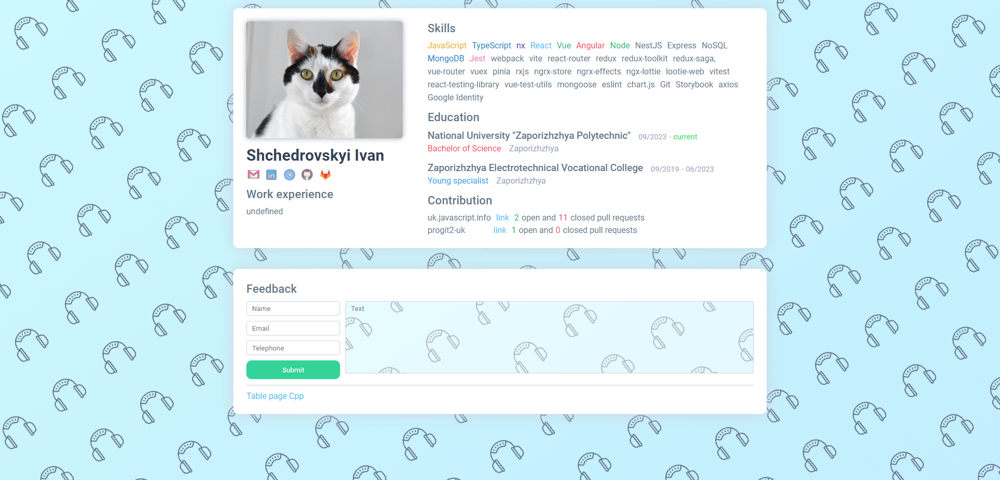 Shchedrovskyi Ivan
Work experience
undefined
Skills
JavaScript TypeScript nx React Vue Angular Node NestJS Express NoSQL
MongoDB Jest webpack vite react-router redux redux-toolkit redux-saga,
vue-router vuex pinia rxjs ngrx-store ngrx-effects ngx-lottie lootie-web vitest
react-testing-library vue-test-utils mongoose eslint chart.js Git Storybook axios
Google Identity
Education
National University "Zaporizhzhya Polytechnic" 09/2023 - current
Bachelor of Science Zaporizhzhya
Zaporizhzhya Electrotechnical Vocational College 09/2019 - 06/2023
Young specialist Zaporizhzhya
Contribution
uk.javascript.info link 2 open and 11 closed pull requests
progit2-uk link 1 open and 0 closed pull requests
Feedback
Name
Email
Telephone
Submit
Text
Table page Cpp